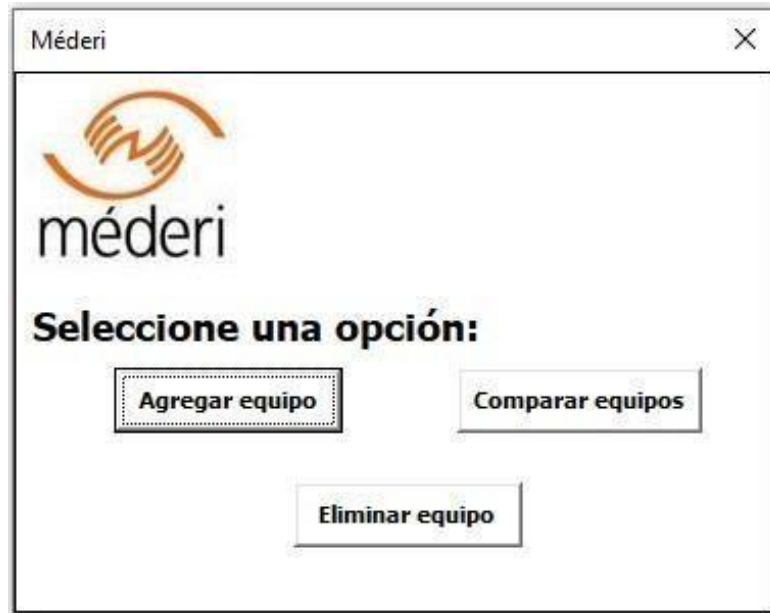 Méderi
méderi
Seleccione una opción:
Agregar equipo
Comparar equipos
Eliminar equipo